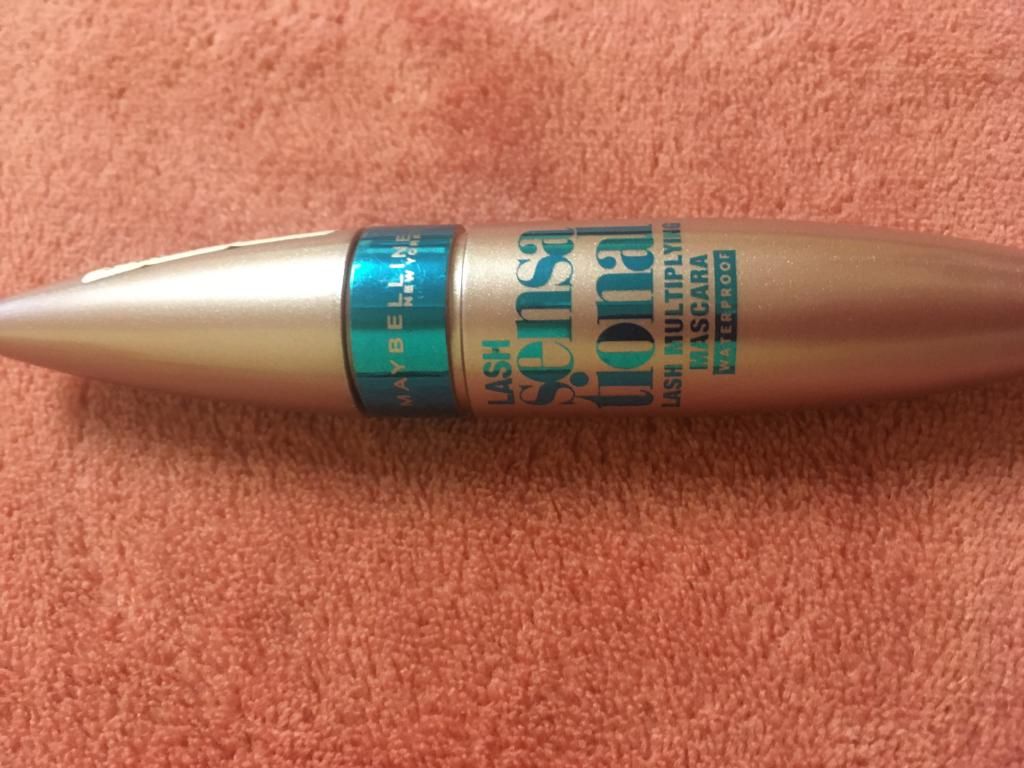 MAYBELLINE
NEW YORK
LASH
sensa
tional
LASH MULTIPLYING
MASCARA
WATERPROOF